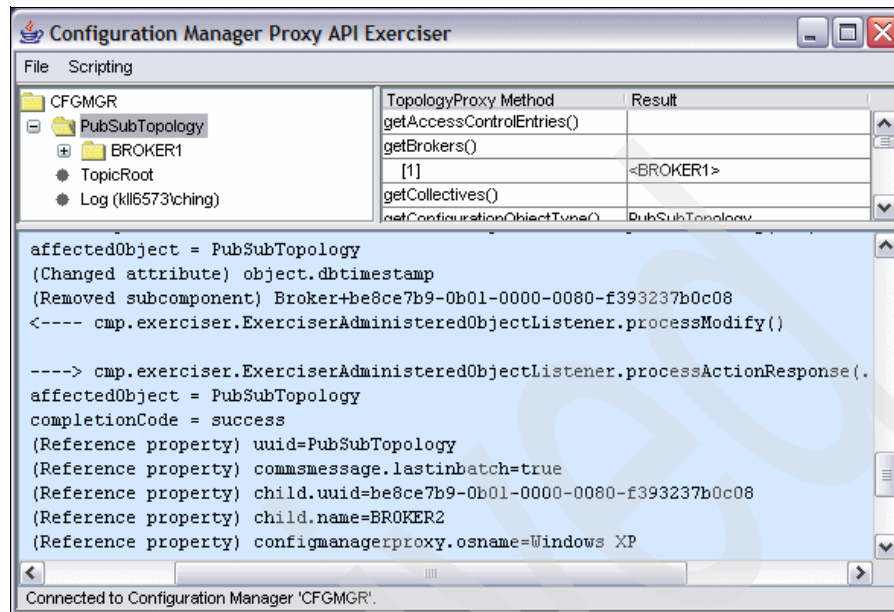 Configuration Manager Proxy API Exerciser
File Scripting
CFGMGR
PubSubTopology
BROKER1
TopicRoot
Log (kll6573\ching)
TopologyProxy Method Result
getAccessControlEntries()
getBrokers()
[1] <BROKER1>
getCollectives()
getConfigurationObjectType() PubSubTopology
affectedObject = PubSubTopology
(Changed attribute) object.dbtimestamp
(Removed subcomponent) Broker+be8ce7b9-0b01-0000-0080-f393237b0c08
<---- cmp.exerciser.ExerciserAdministeredObjectListener.processModify()
----> cmp.exerciser.ExerciserAdministeredObjectListener.processActionResponse(.
affectedObject = PubSubTopology
completionCode = success
(Reference property) uuid=PubSubTopology
(Reference property) commsmessage.lastinbatch=true
(Reference property) child.uuid=be8ce7b9-0b01-0000-0080-f393237b0c08
(Reference property) child.name=BROKER2
(Reference property) configmanagerproxy.osname=Windows XP
Connected to Configuration Manager 'CFGMGR'.